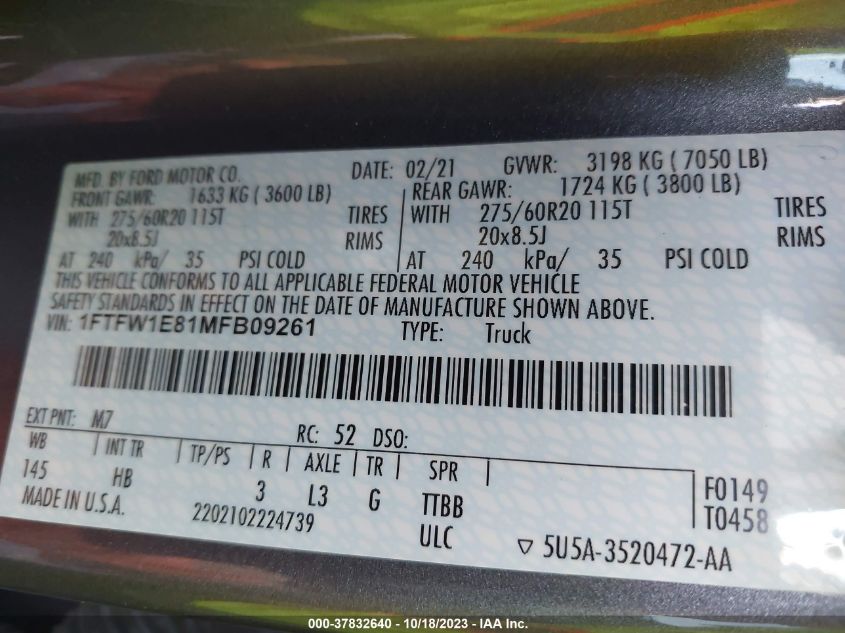 MFD. BY FORD MOTOR CO. DATE: 02/21 GVWR: 3198 KG ( 7050 LB)
FRONT GAWR: 1633 KG ( 3600 LB) REAR GAWR: 1724 KG ( 3800 LB)
WITH 275/60R20 115T TIRES WITH 275/60R20 115T TIRES
20x8.5J RIMS 20x8.5J RIMS
AT 240 kPa/ 35 PSI COLD AT 240 kPa/ 35 PSI COLD
THIS VEHICLE CONFORMS TO ALL APPLICABLE FEDERAL MOTOR VEHICLE
SAFETY STANDARDS IN EFFECT ON THE DATE OF MANUFACTURE SHOWN ABOVE.
VIN: 1FTFW1E81MFB09261 TYPE: Truck
EXT PNT: M7 RC: 52 DSO:
WB INT TR TP/PS R AXLE TR SPR
145 HB 3 L3 G TTBB F0149
MADE IN U.S.A. 2202102224739 ULC T0458
▽ 5U5A-3520472-AA
000-37832640 - 10/18/2023 - IAA Inc.